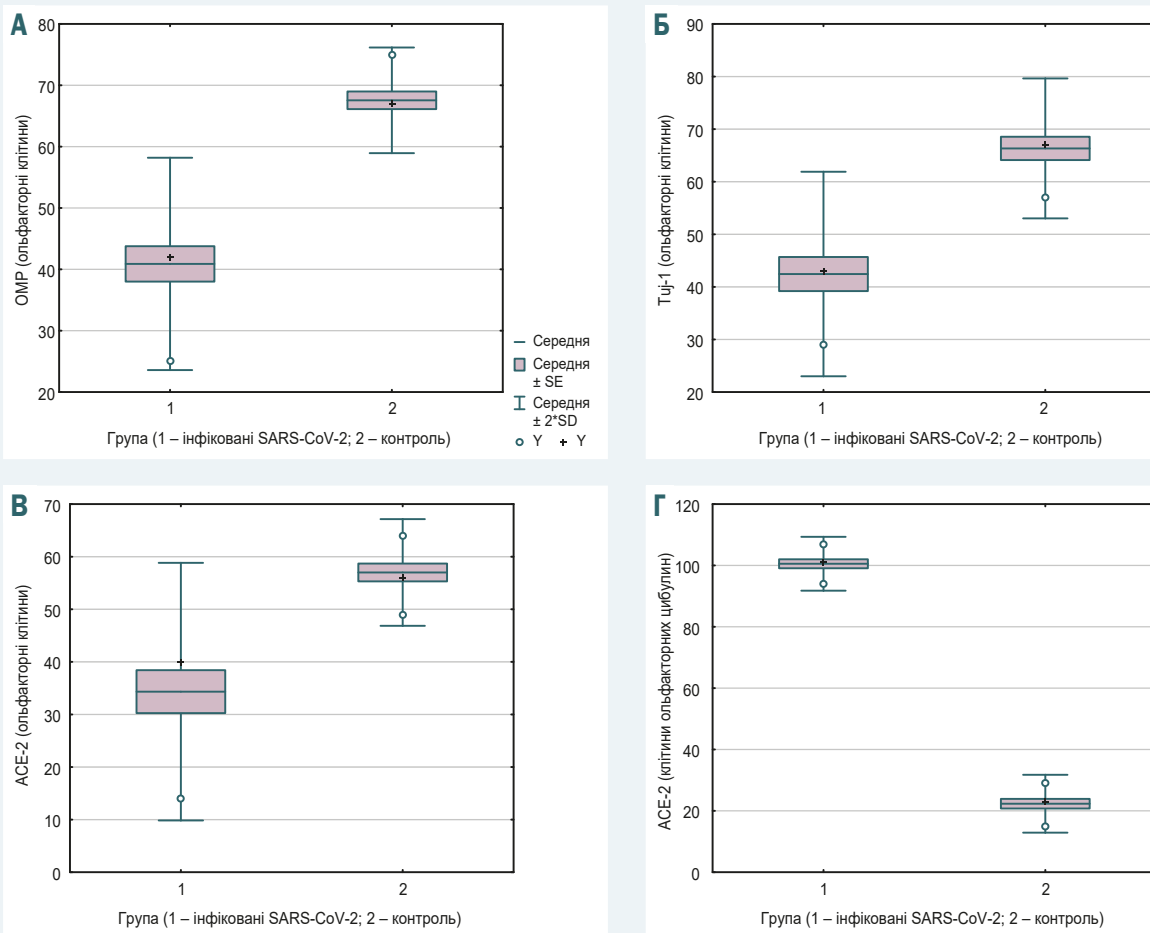 А
80
70
60
50
40
30
20
OMP (ольфакторні клітини)
1
2
Група (1 – інфіковані SARS-CoV-2; 2 – контроль)
Середня
Середня
± SE
Середня
± 2*SD
Y + Y
Б
90
80
70
60
50
40
30
20
Tuj-1 (ольфакторні клітини)
1
2
Група (1 – інфіковані SARS-CoV-2; 2 – контроль)
В
70
60
50
40
30
20
10
0
ACE-2 (ольфакторні клітини)
1
2
Група (1 – інфіковані SARS-CoV-2; 2 – контроль)
Г
120
100
80
60
40
20
0
ACE-2 (клітини ольфакторних цибулин)
1
2
Група (1 – інфіковані SARS-CoV-2; 2 – контроль)